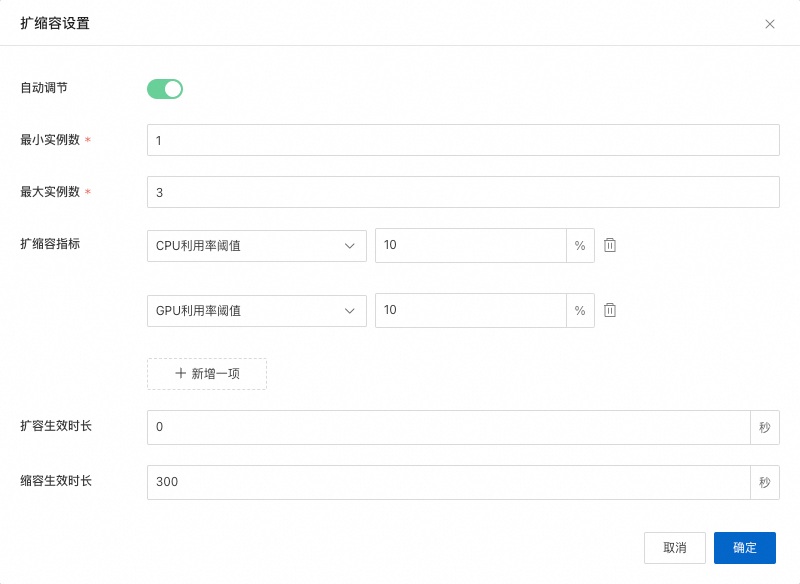 扩缩容设置
自动调节
最小实例数 *
1
最大实例数 *
3
扩缩容指标
CPU利用率阈值
10
%
GPU利用率阈值
10
%
+ 新增一项
扩容生效时长
0
秒
缩容生效时长
300
秒
取消
确定